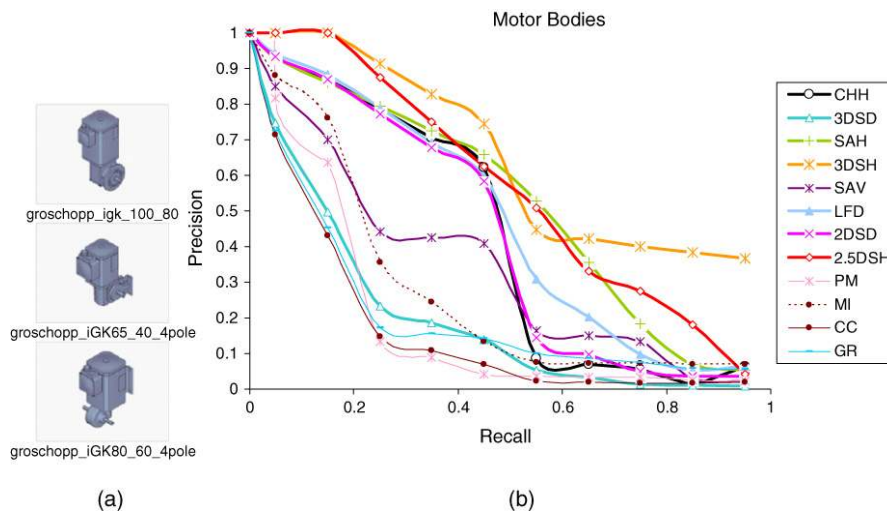 Motor Bodies
groschopp_igk_100_80
groschopp_iGK65_40_4pole
groschopp_iGK80_60_4pole
(a)
Precision
1
0.9
0.8
0.7
0.6
0.5
0.4
0.3
0.2
0.1
0
0 0.2 0.4 0.6 0.8 1
Recall
(b)
CHH
3DSD
SAH
3DSH
SAV
LFD
2DSD
2.5DSH
PM
MI
CC
GR